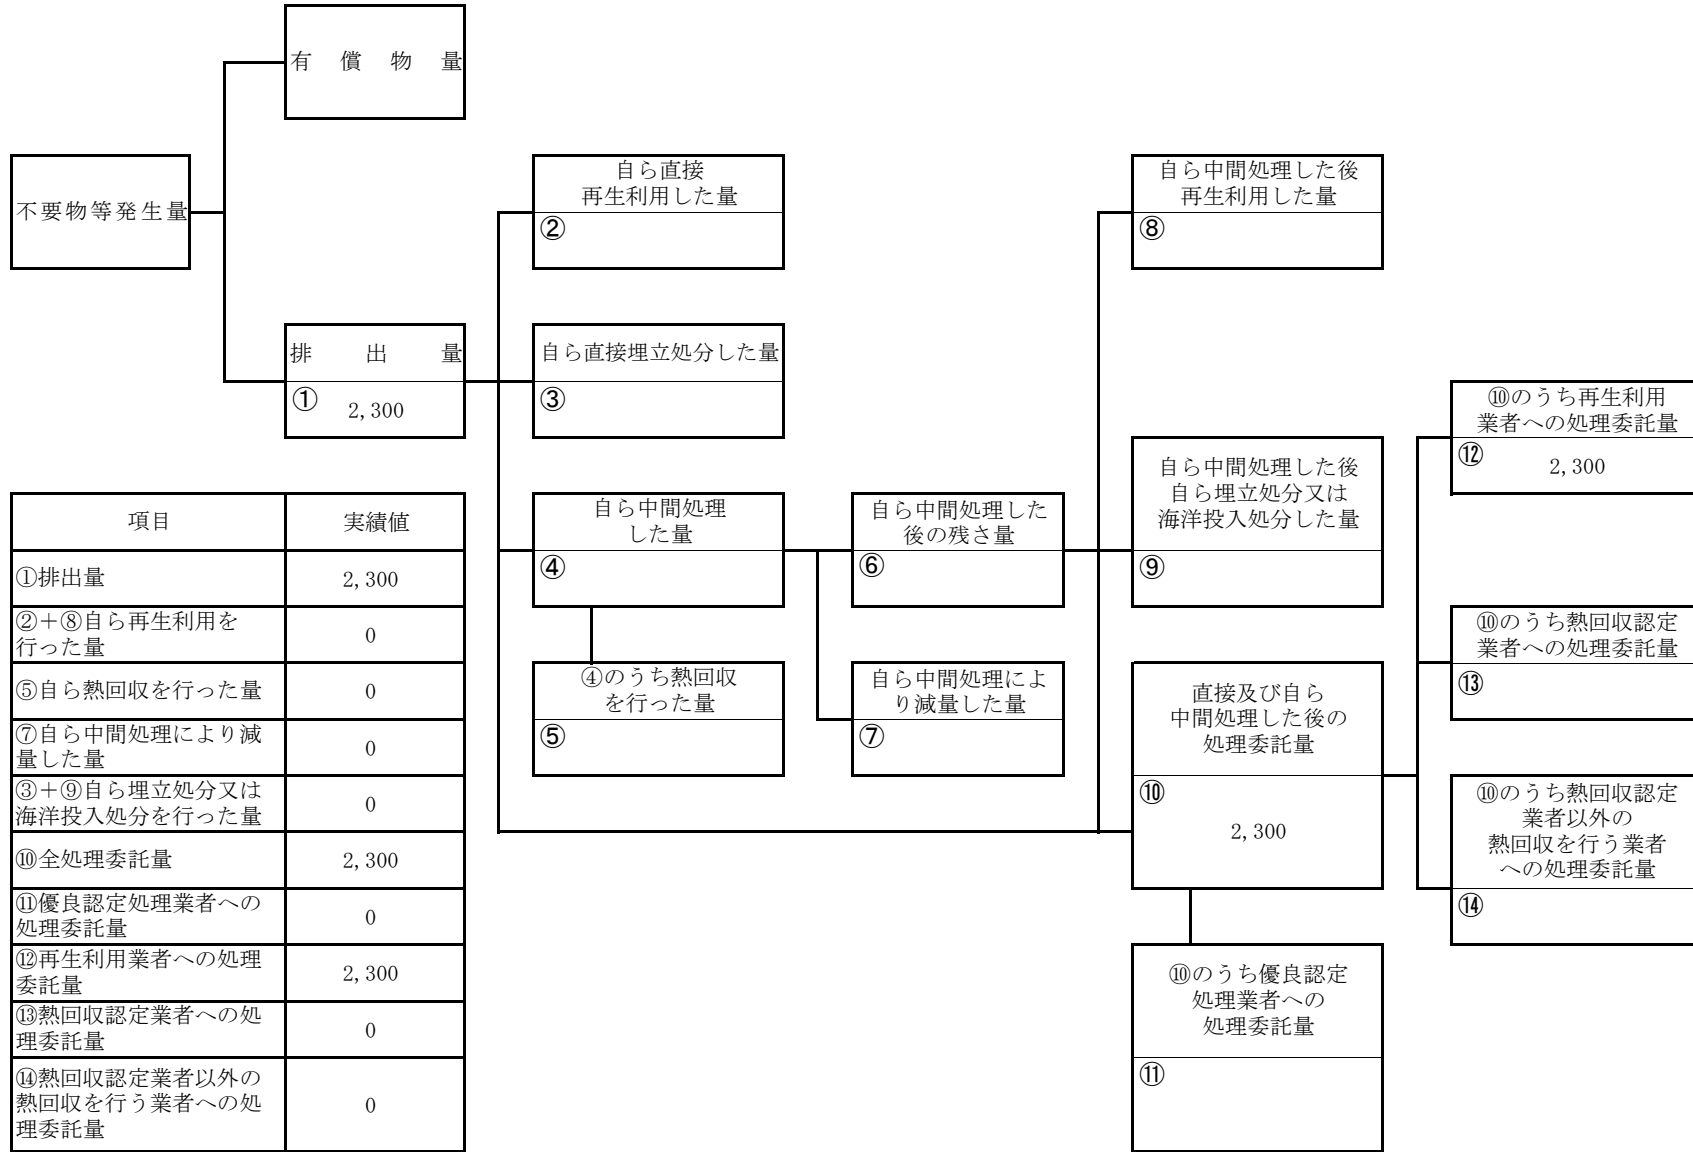 有償物量
不要物等発生量
排出量
① 2,300
自ら直接
再生利用した量
②
自ら直接埋立処分した量
③
自ら中間処理
した量
④
④のうち熱回収
を行った量
⑤
自ら中間処理した
後の残さ量
⑥
自ら中間処理によ
り減量した量
⑦
自ら中間処理した後
再生利用した量
⑧
自ら中間処理した後
自ら埋立処分又は
海洋投入処分した量
⑨
直接及び自ら
中間処理した後の
処理委託量
⑩
2,300
⑩のうち優良認定
処理業者への
処理委託量
⑪
⑩のうち再生利用
業者への処理委託量
⑫ 2,300
⑩のうち熱回収認定
業者への処理委託量
⑬
⑩のうち熱回収認定
業者以外の
熱回収を行う業者
への処理委託量
⑭
項目 実績値
①排出量 2,300
②+⑧自ら再生利用を
行った量 0
⑤自ら熱回収を行った量 0
⑦自ら中間処理により減
量した量 0
③+⑨自ら埋立処分又は
海洋投入処分を行った量 0
⑩全処理委託量 2,300
⑪優良認定処理業者への
処理委託量 0
⑫再生利用業者への処理
委託量 2,300
⑬熱回収認定業者への処
理委託量 0
⑭熱回収認定業者以外の
熱回収を行う業者への処
理委託量 0